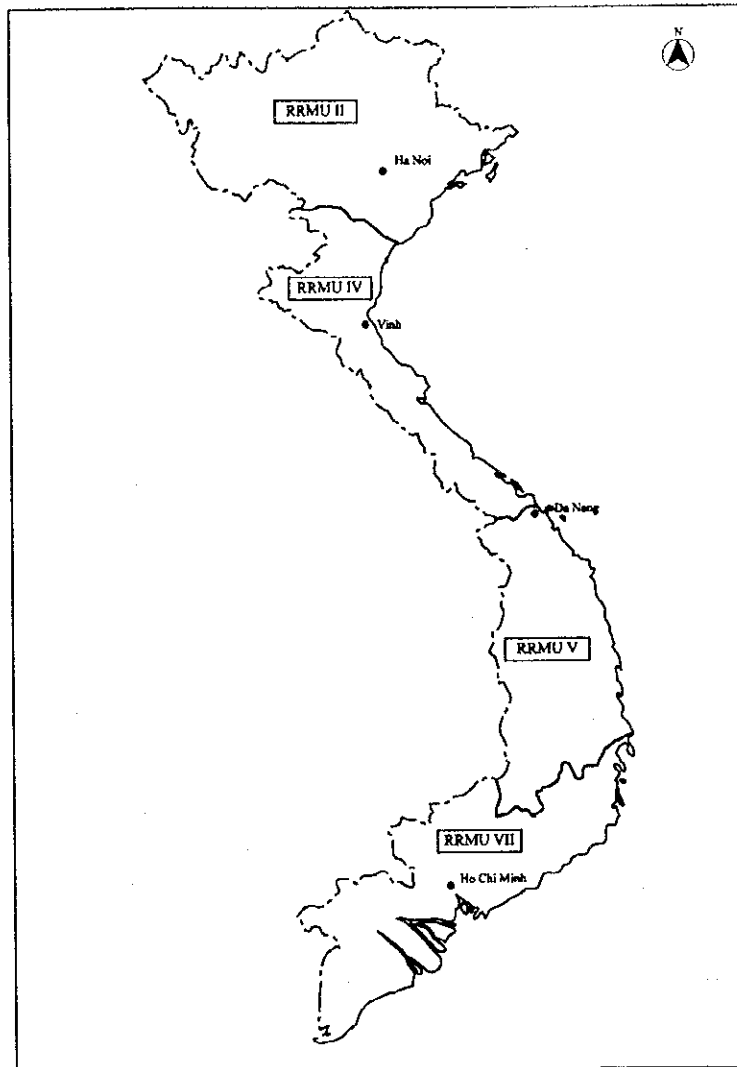 N
RRMU II
Ha Noi
RRMU IV
Vinh
Da Nang
RRMU V
RRMU VII
Ho Chi Minh